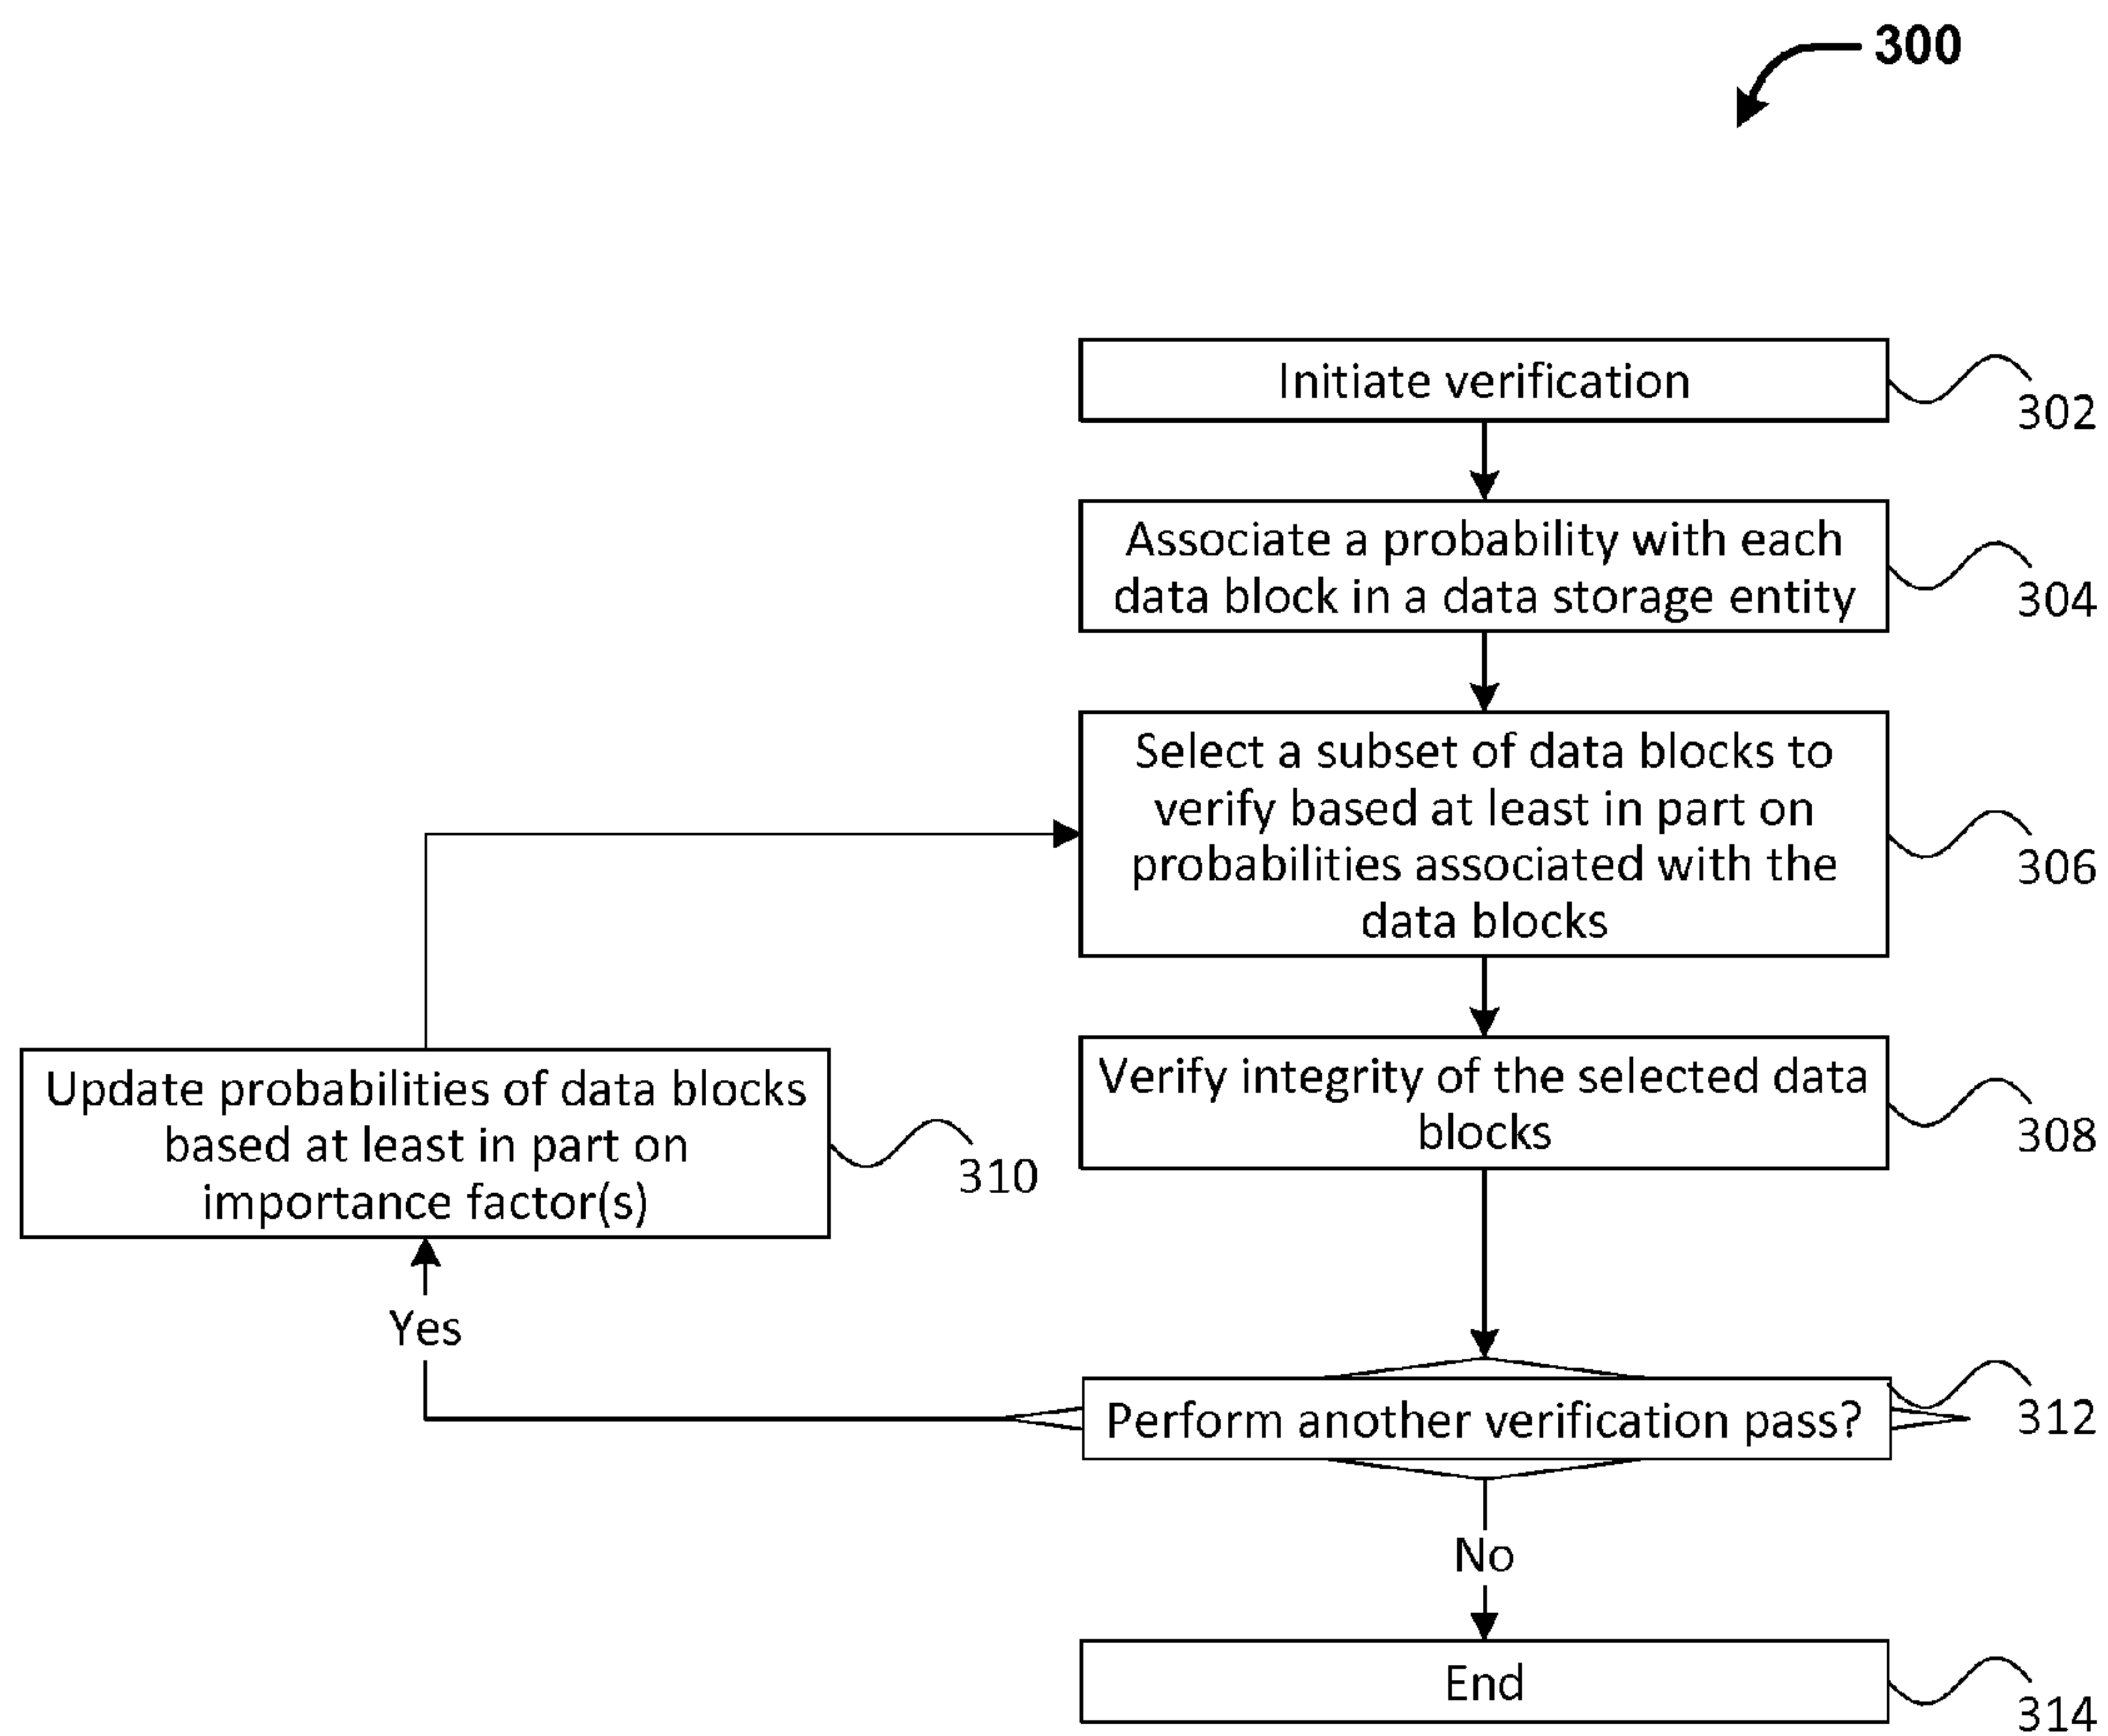 300
Initiate verification
302
Associate a probability with each
data block in a data storage entity
304
Select a subset of data blocks to
verify based at least in part on
probabilities associated with the
data blocks
306
Verify integrity of the selected data
blocks
308
Update probabilities of data blocks
based at least in part on
importance factor(s)
310
Yes
Perform another verification pass?
312
No
End
314